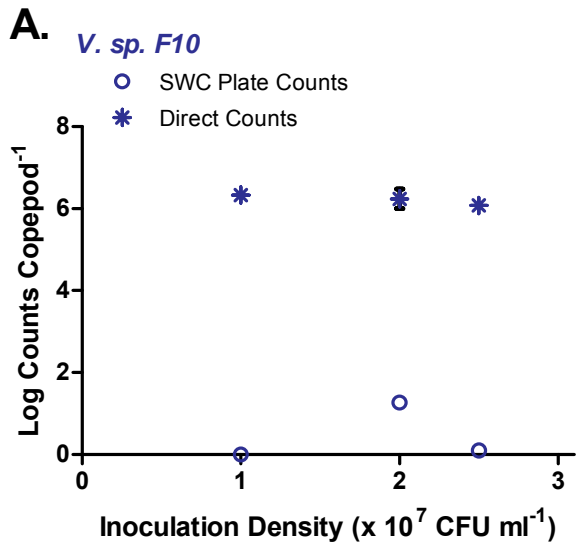 A.
V. sp. F10
SWC Plate Counts
Direct Counts
Log Counts Copepod⁻¹
8
6
4
2
0
0 1 2 3
Inoculation Density (x 10⁷ CFU ml⁻¹)